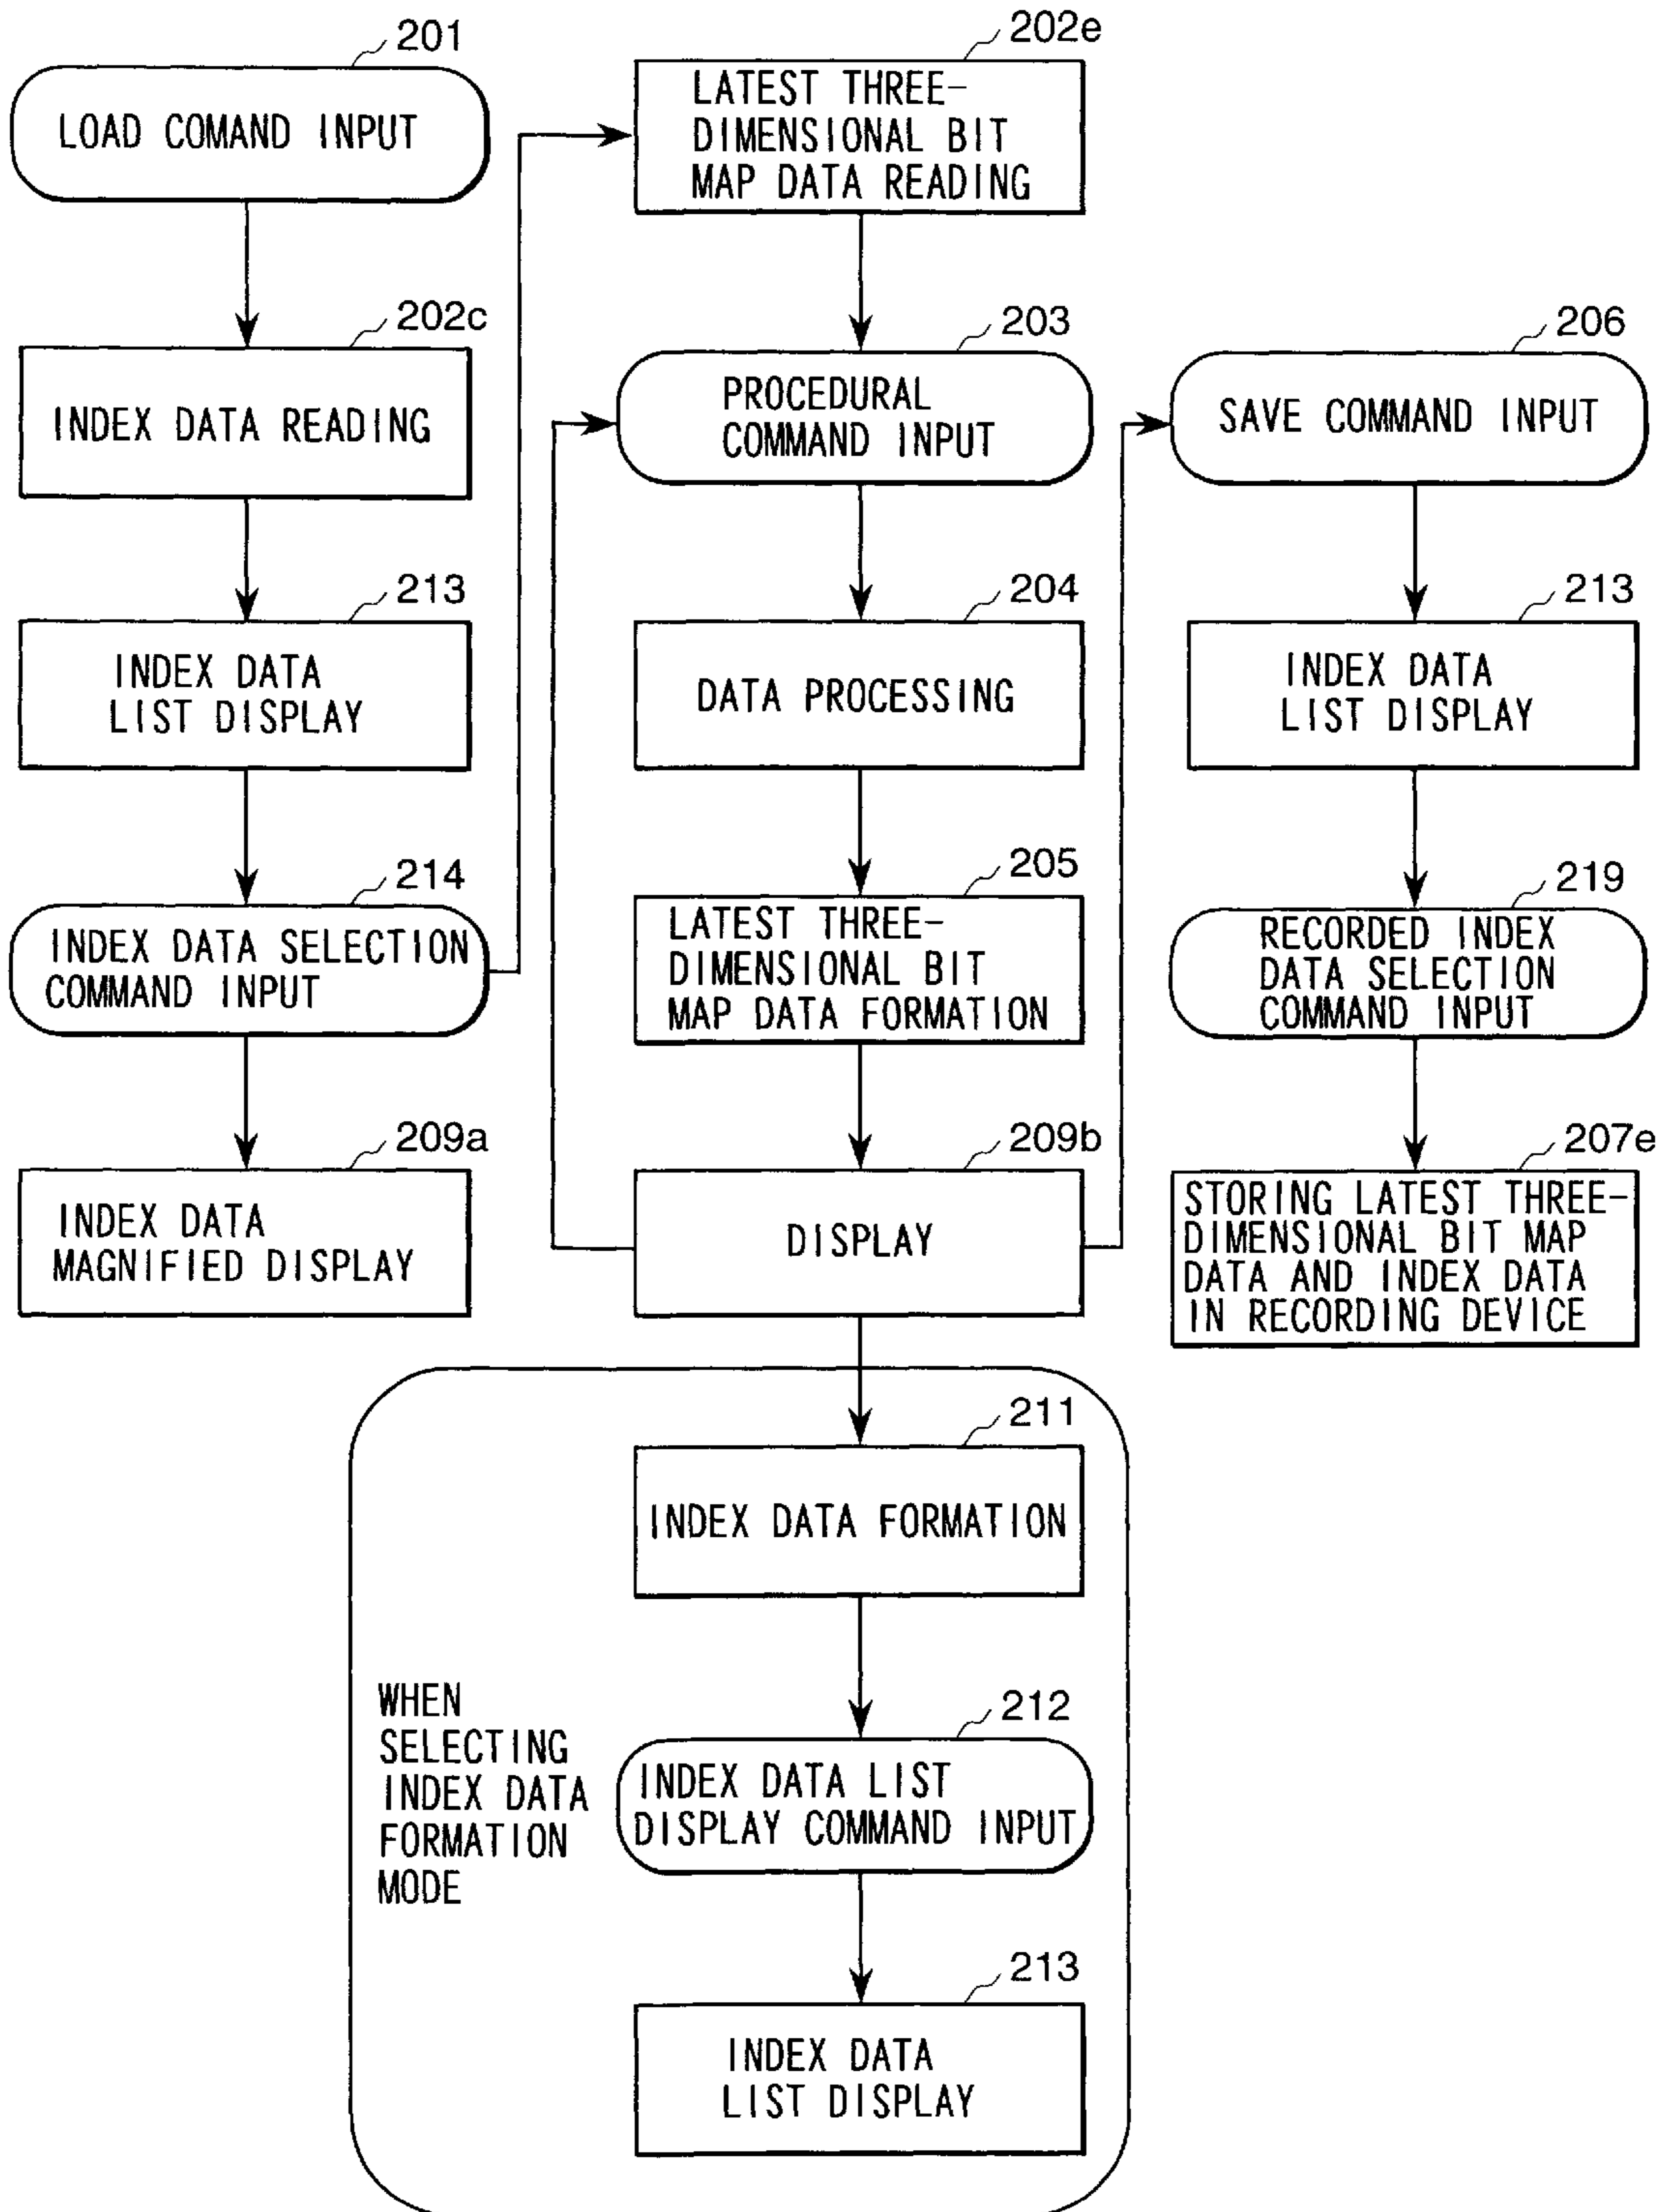 201
LOAD COMAND INPUT
202c
INDEX DATA READING
213
INDEX DATA
LIST DISPLAY
214
INDEX DATA SELECTION
COMMAND INPUT
209a
INDEX DATA
MAGNIFIED DISPLAY
202e
LATEST THREE-
DIMENSIONAL BIT
MAP DATA READING
203
PROCEDURAL
COMMAND INPUT
204
DATA PROCESSING
205
LATEST THREE-
DIMENSIONAL BIT
MAP DATA FORMATION
209b
DISPLAY
WHEN
SELECTING
INDEX DATA
FORMATION
MODE
211
INDEX DATA FORMATION
212
INDEX DATA LIST
DISPLAY COMMAND INPUT
213
INDEX DATA
LIST DISPLAY
206
SAVE COMMAND INPUT
213
INDEX DATA
LIST DISPLAY
219
RECORDED INDEX
DATA SELECTION
COMMAND INPUT
207e
STORING LATEST THREE-
DIMENSIONAL BIT MAP
DATA AND INDEX DATA
IN RECORDING DEVICE